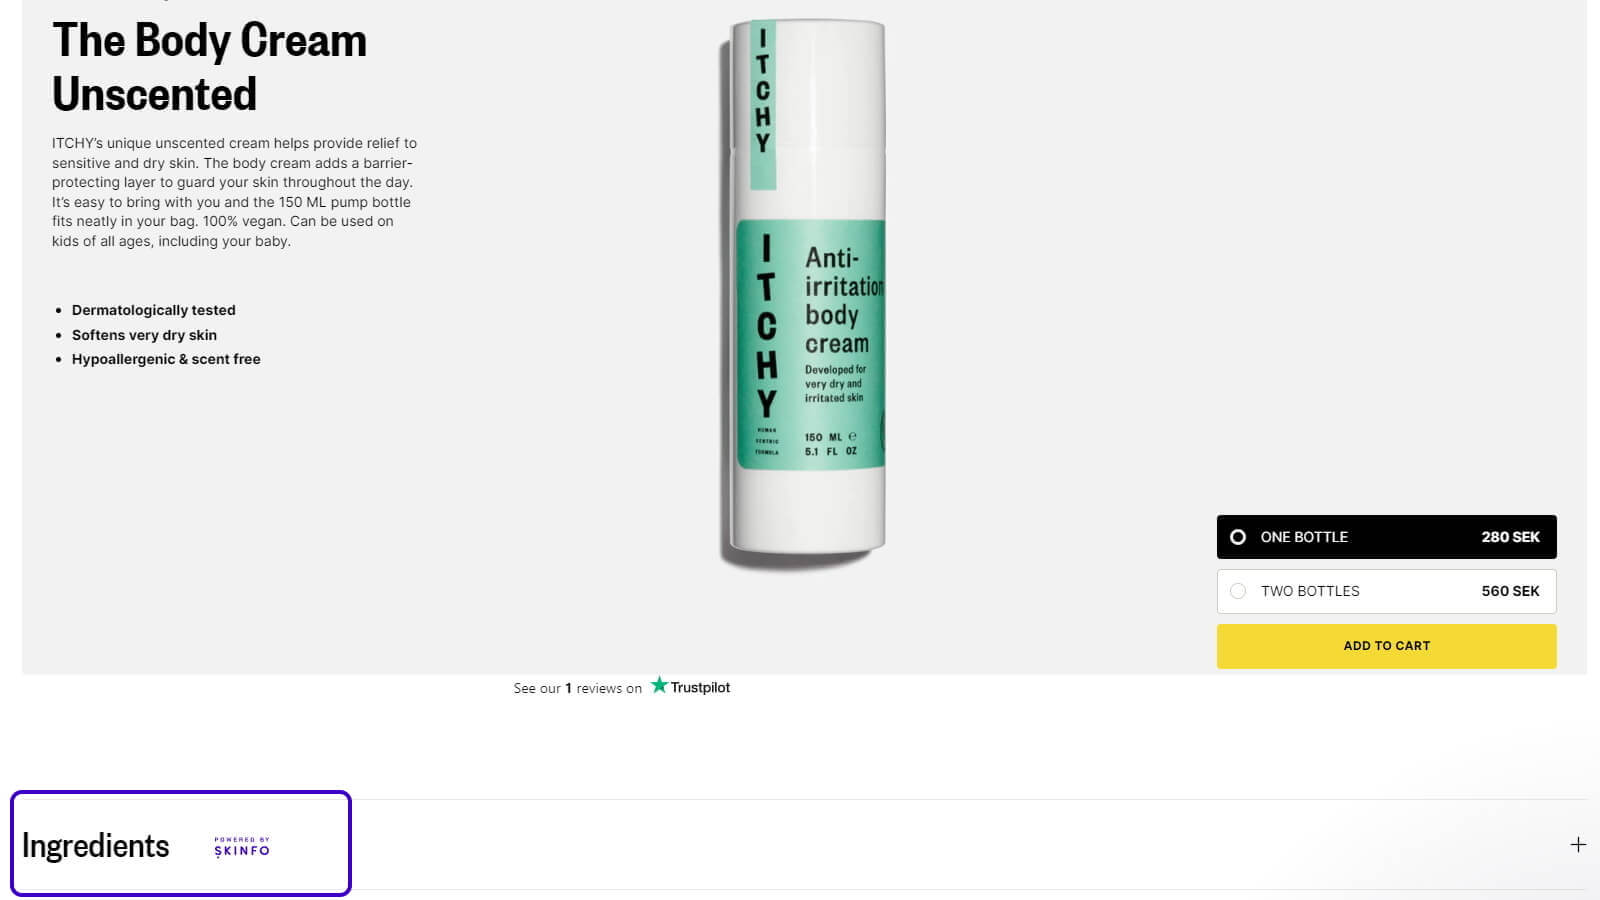 The Body Cream
Unscented
ITCHY’s unique unscented cream helps provide relief to
sensitive and dry skin. The body cream adds a barrier-
protecting layer to guard your skin throughout the day.
It’s easy to bring with you and the 150 ML pump bottle
fits neatly in your bag. 100% vegan. Can be used on
kids of all ages, including your baby.
Dermatologically tested
Softens very dry skin
Hypoallergenic & scent free
ITCHY
ITCHY
HUMAN
CENTRIC
FORMULA
Anti-
irritation
body
cream
Developed for
very dry and
irritated skin
150 ML ℮
5.1 FL OZ
ONE BOTTLE 280 SEK
TWO BOTTLES 560 SEK
ADD TO CART
See our 1 reviews on Trustpilot
Ingredients
POWERED BY
SKINFO